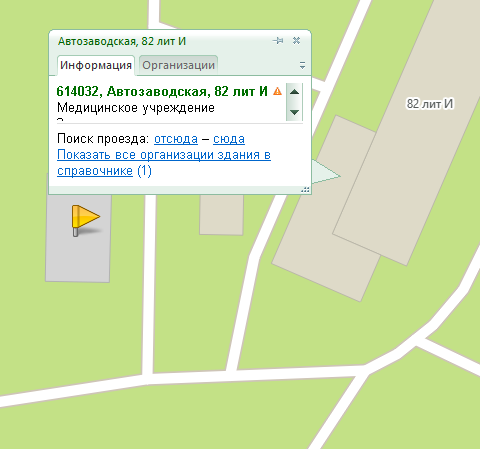 Автозаводская, 82 лит И
Информация
Организации
614032, Автозаводская, 82 лит И
Медицинское учреждение
Поиск проезда: отсюда – сюда
Показать все организации здания в
справочнике (1)
82 лит И